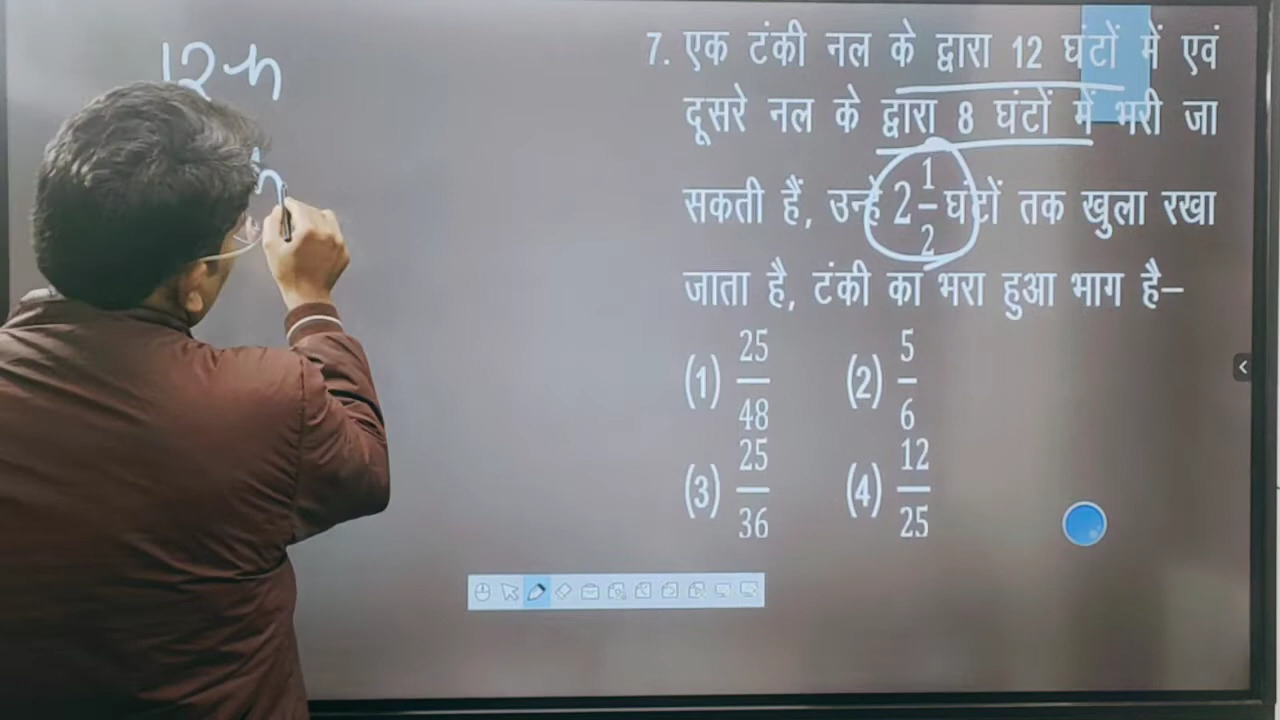 12 h
h
7. एक टंकी नल के द्वारा 12 घंटों में एवं
दूसरे नल के द्वारा 8 घंटों में भरी जा
सकती हैं, उन्हें 2 1/2 घंटों तक खुला रखा
जाता है, टंकी का भरा हुआ भाग है–
(1) 25/48 (2) 5/6
(3) 25/36 (4) 12/25